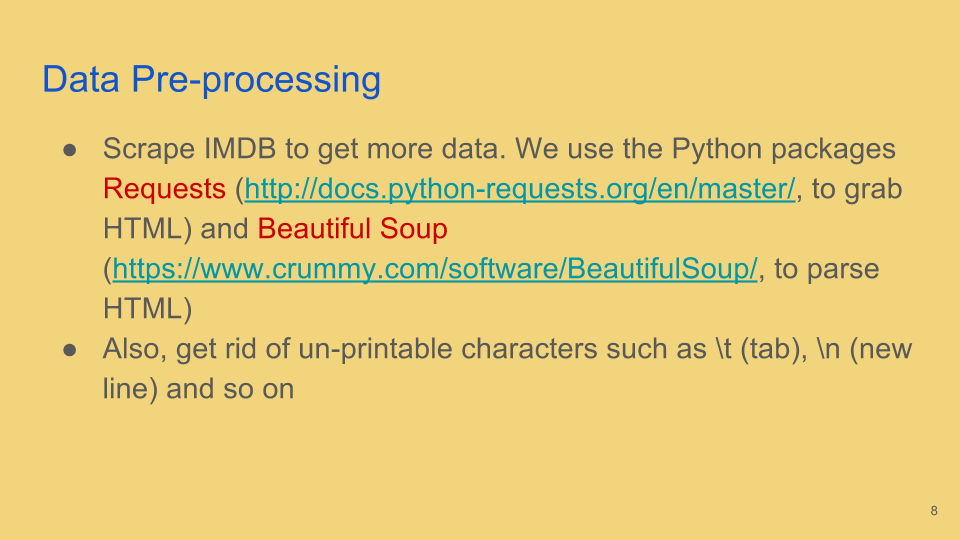 Data Pre-processing
● Scrape IMDB to get more data. We use the Python packages
Requests (http://docs.python-requests.org/en/master/, to grab
HTML) and Beautiful Soup
(https://www.crummy.com/software/BeautifulSoup/, to parse
HTML)
● Also, get rid of un-printable characters such as \t (tab), \n (new
line) and so on
8